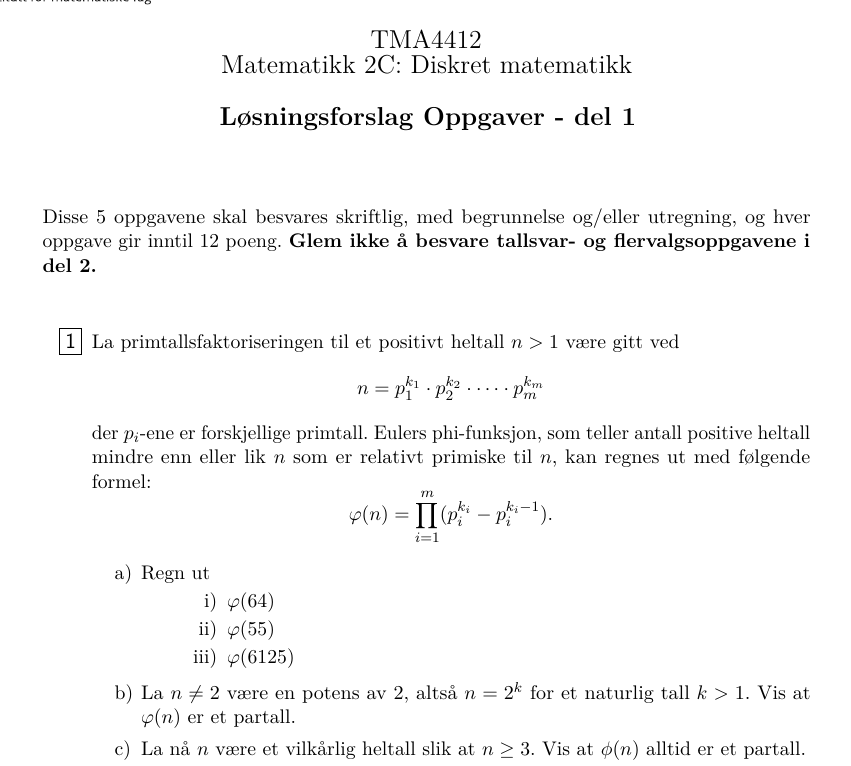 TMA4412
Matematikk 2C: Diskret matematikk
Løsningsforslag Oppgaver - del 1
Disse 5 oppgavene skal besvares skriftlig, med begrunnelse og/eller utregning, og hver
oppgave gir inntil 12 poeng. Glem ikke å besvare tallsvar- og flervalgsoppgavene i
del 2.
1 La primtallsfaktoriseringen til et positivt heltall n > 1 være gitt ved
n = p_1^{k_1} · p_2^{k_2} · · · · · p_m^{k_m}
der p_i-ene er forskjellige primtall. Eulers phi-funksjon, som teller antall positive heltall
mindre enn eller lik n som er relativt primiske til n, kan regnes ut med følgende
formel:
φ(n) = ∏_{i=1}^{m} (p_i^{k_i} − p_i^{k_i−1}).
a) Regn ut
i) φ(64)
ii) φ(55)
iii) φ(6125)
b) La n ≠ 2 være en potens av 2, altså n = 2^k for et naturlig tall k > 1. Vis at
φ(n) er et partall.
c) La nå n være et vilkårlig heltall slik at n ≥ 3. Vis at ϕ(n) alltid er et partall.